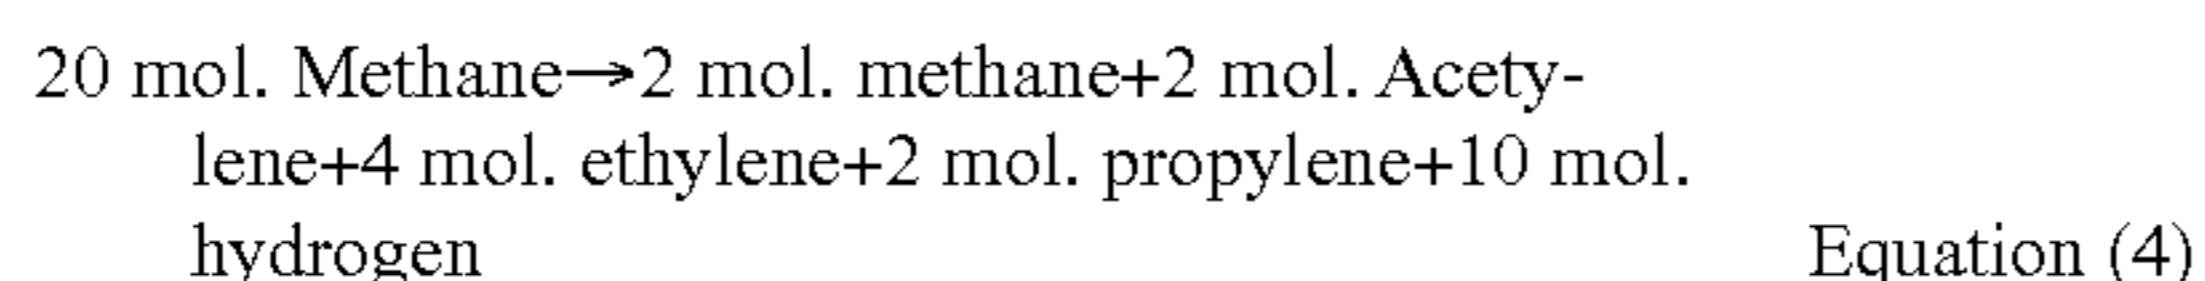 20 mol. Methane→2 mol. methane+2 mol. Acety-
lene+4 mol. ethylene+2 mol. propylene+10 mol.
hydrogen Equation (4)